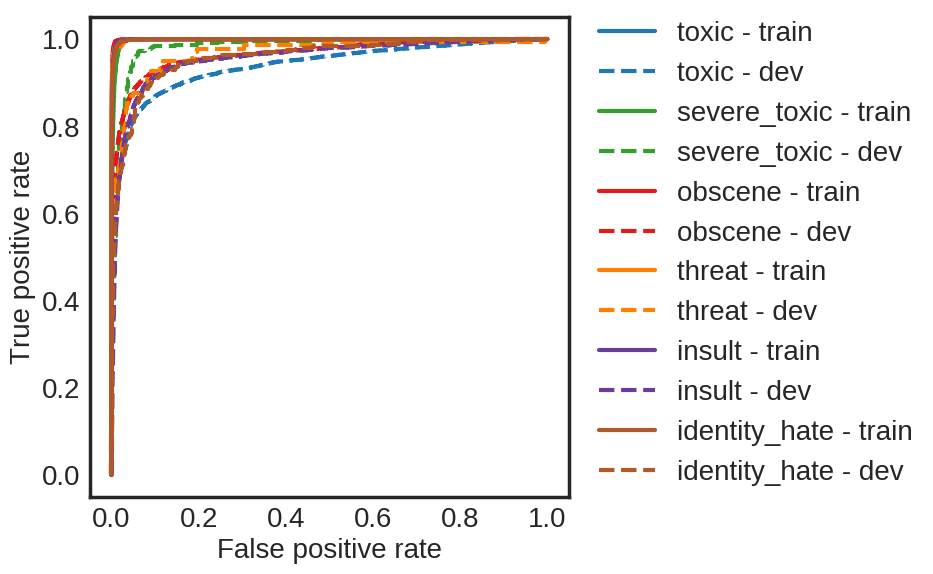 True positive rate
1.0
0.8
0.6
0.4
0.2
0.0
0.0 0.2 0.4 0.6 0.8 1.0
False positive rate
toxic - train
toxic - dev
severe_toxic - train
severe_toxic - dev
obscene - train
obscene - dev
threat - train
threat - dev
insult - train
insult - dev
identity_hate - train
identity_hate - dev